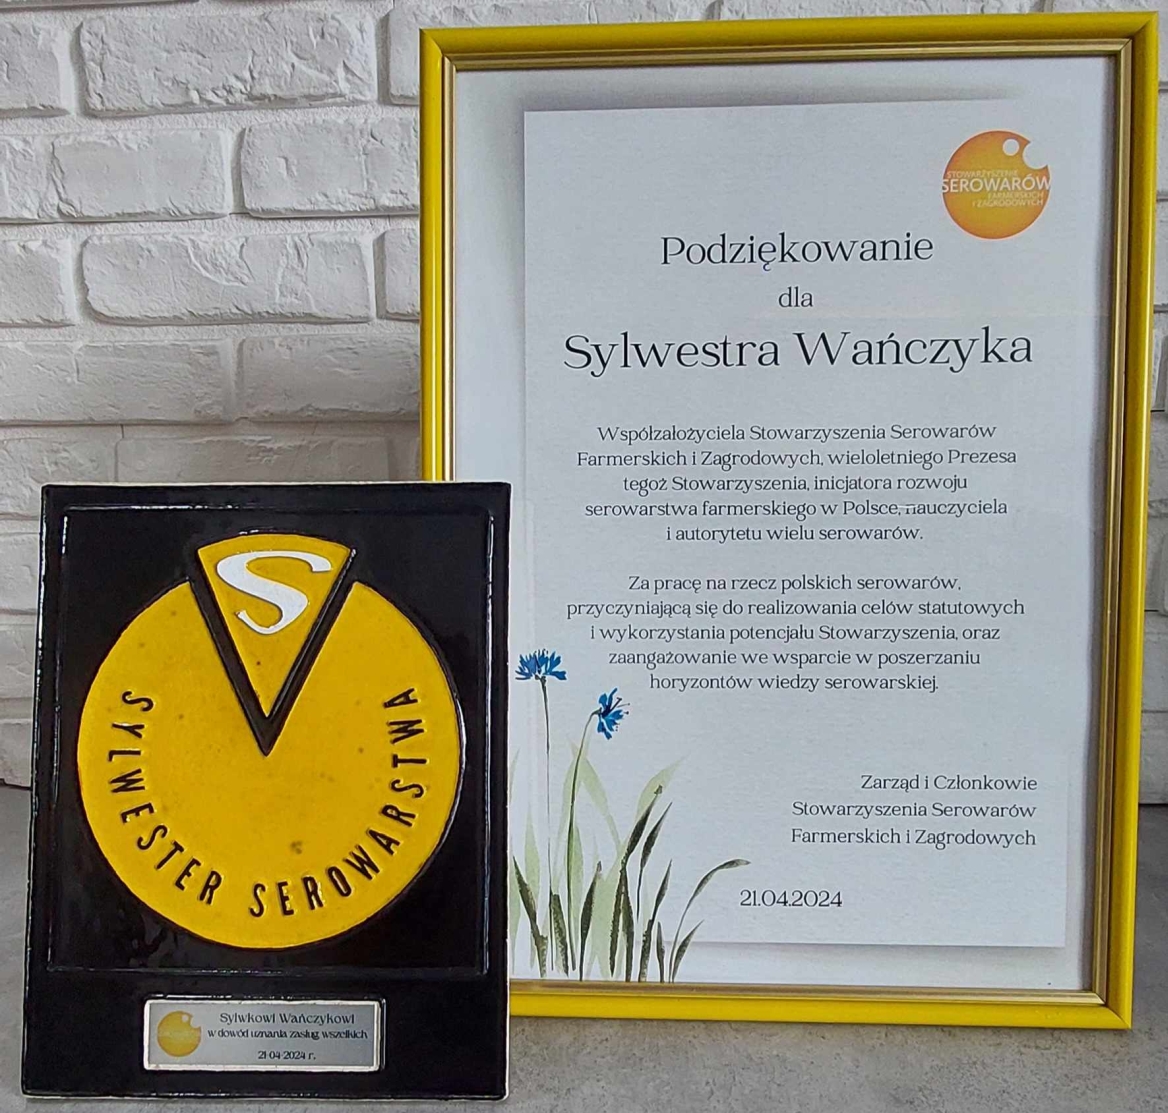 STOWARZYSZENIE
SEROWARÓW
FARMERSKICH
I ZAGRODOWYCH
Podziękowanie
dla
Sylwestra Wańczyka
Współzałożyciela Stowarzyszenia Serowarów
Farmerskich i Zagrodowych, wieloletniego Prezesa
tegoż Stowarzyszenia, inicjatora rozwoju
serowarstwa farmerskiego w Polsce, nauczyciela
i autorytetu wielu serowarów.
Za pracę na rzecz polskich serowarów,
przyczyniającą się do realizowania celów statutowych
i wykorzystania potencjału Stowarzyszenia, oraz
zaangażowanie we wsparcie w poszerzaniu
horyzontów wiedzy serowarskiej.
Zarząd i Członkowie
Stowarzyszenia Serowarów
Farmerskich i Zagrodowych
21.04.2024
S
SYLWESTER SEROWARSTWA
Sylwkowi Wańczykowi
w dowód uznania zasług wszelkich
21-04-2024 r.